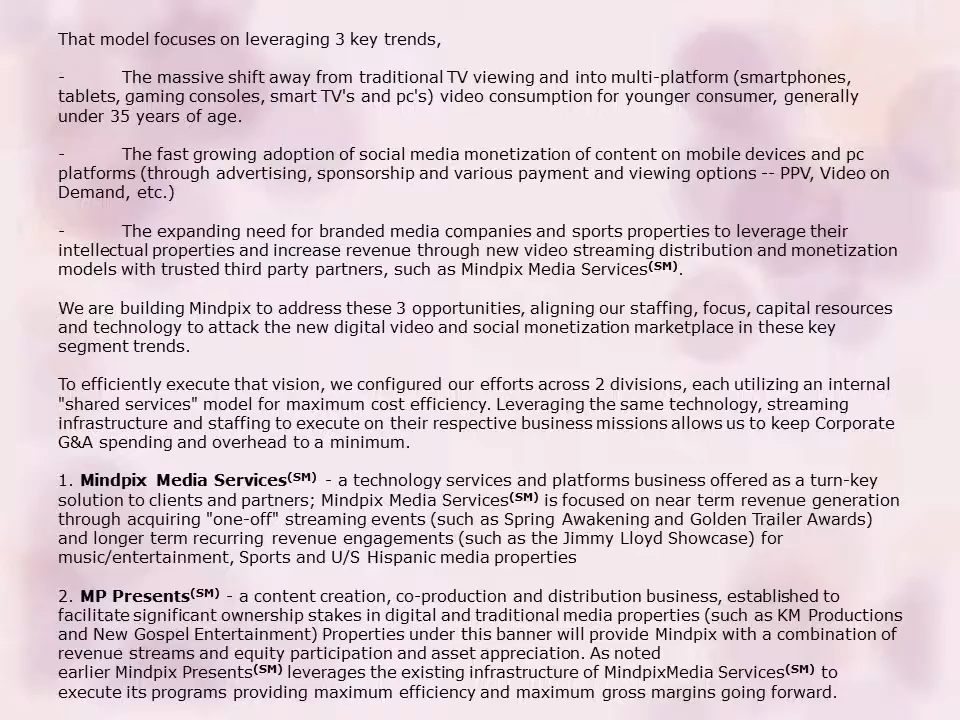 That model focuses on leveraging 3 key trends,
- The massive shift away from traditional TV viewing and into multi-platform (smartphones,
tablets, gaming consoles, smart TV's and pc's) video consumption for younger consumer, generally
under 35 years of age.
- The fast growing adoption of social media monetization of content on mobile devices and pc
platforms (through advertising, sponsorship and various payment and viewing options -- PPV, Video on
Demand, etc.)
- The expanding need for branded media companies and sports properties to leverage their
intellectual properties and increase revenue through new video streaming distribution and monetization
models with trusted third party partners, such as Mindpix Media Services(SM).
We are building Mindpix to address these 3 opportunities, aligning our staffing, focus, capital resources
and technology to attack the new digital video and social monetization marketplace in these key
segment trends.
To efficiently execute that vision, we configured our efforts across 2 divisions, each utilizing an internal
"shared services" model for maximum cost efficiency. Leveraging the same technology, streaming
infrastructure and staffing to execute on their respective business missions allows us to keep Corporate
G&A spending and overhead to a minimum.
1. Mindpix Media Services(SM) - a technology services and platforms business offered as a turn-key
solution to clients and partners; Mindpix Media Services(SM) is focused on near term revenue generation
through acquiring "one-off" streaming events (such as Spring Awakening and Golden Trailer Awards)
and longer term recurring revenue engagements (such as the Jimmy Lloyd Showcase) for
music/entertainment, Sports and U/S Hispanic media properties
2. MP Presents(SM) - a content creation, co-production and distribution business, established to
facilitate significant ownership stakes in digital and traditional media properties (such as KM Productions
and New Gospel Entertainment) Properties under this banner will provide Mindpix with a combination of
revenue streams and equity participation and asset appreciation. As noted
earlier Mindpix Presents(SM) leverages the existing infrastructure of MindpixMedia Services(SM) to
execute its programs providing maximum efficiency and maximum gross margins going forward.